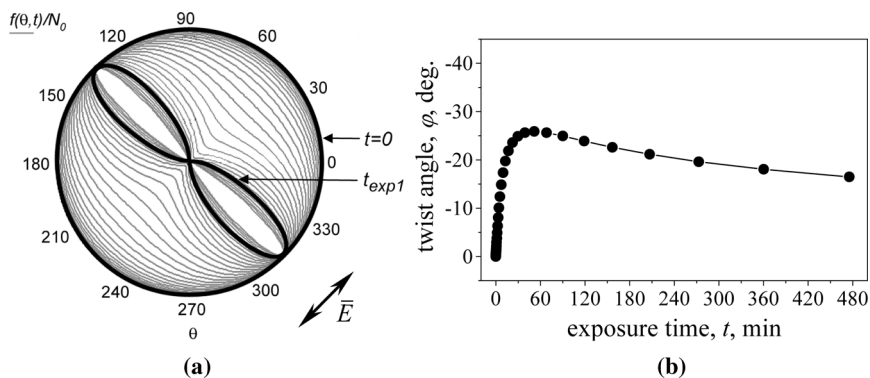 f(θ,t)/N₀
90
120
60
150
30
t=0
180
0
t_exp1
210
330
240
300
270
E̅
θ
(a)
twist angle, φ, deg.
-40
-30
-20
-10
0
0 60 120 180 240 300 360 420 480
exposure time, t, min
(b)